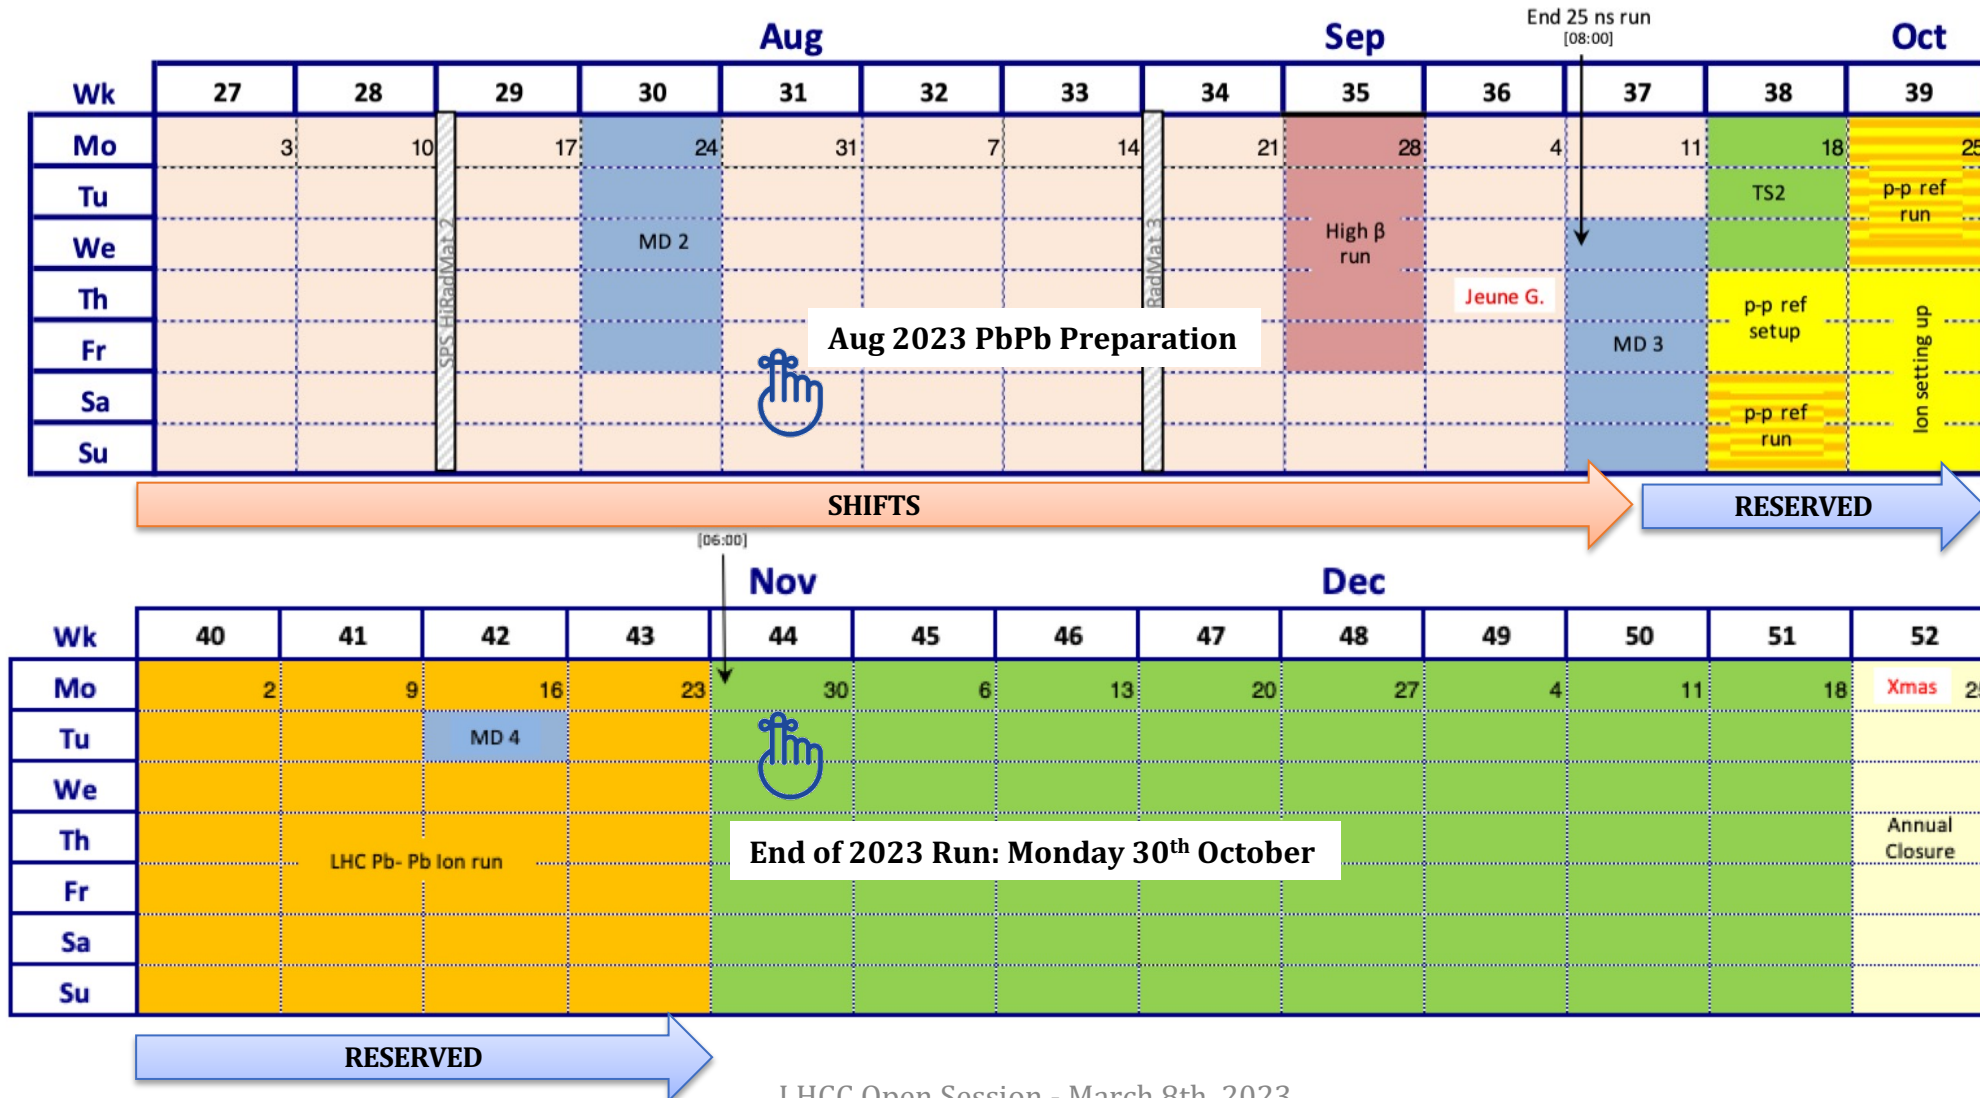 End 25 ns run
[08:00]
Aug Sep Oct
Wk 27 28 29 30 31 32 33 34 35 36 37 38 39
Mo 3 10 17 24 31 7 14 21 28 4 11 18 25
Tu
We
Th
Fr
Sa
Su
SPS HiRadMat 2
MD 2
RadMat 3
High β
run
Jeune G.
MD 3
TS2
p-p ref
setup
p-p ref
run
p-p ref
run
Ion setting up
Aug 2023 PbPb Preparation
SHIFTS
RESERVED
[06:00]
Nov Dec
Wk 40 41 42 43 44 45 46 47 48 49 50 51 52
Mo 2 9 16 23 30 6 13 20 27 4 11 18 Xmas 25
Tu MD 4
We
Th
Fr
Sa
Su
LHC Pb- Pb Ion run
Annual
Closure
End of 2023 Run: Monday 30th October
RESERVED
LHCC Open Session - March 8th, 2023